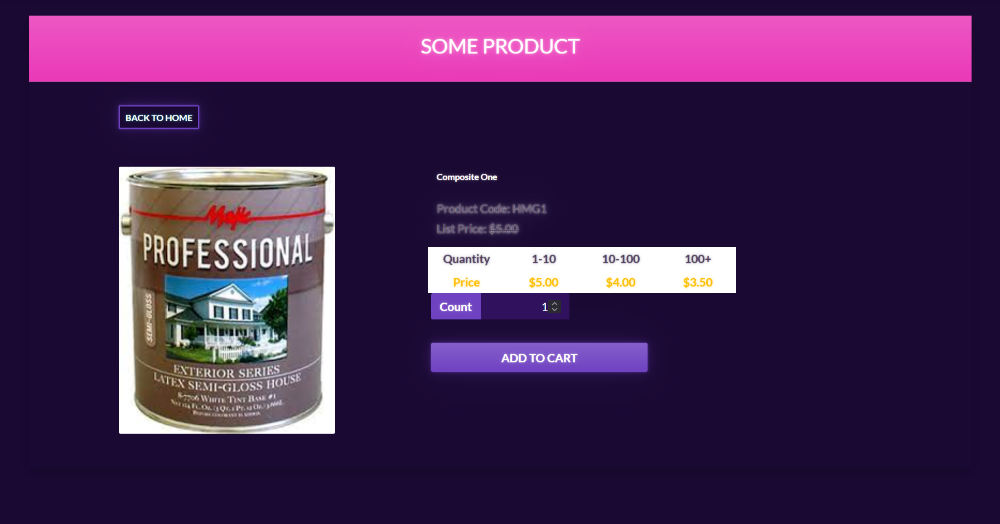 SOME PRODUCT
BACK TO HOME
Majic
PROFESSIONAL
SEMI-GLOSS
EXTERIOR SERIES
LATEX SEMI-GLOSS HOUSE
8-7706 WHITE TINT BASE #1
Composite One
Product Code: HMG1
List Price: $5.00
Quantity 1-10 10-100 100+
Price $5.00 $4.00 $3.50
Count 1
ADD TO CART